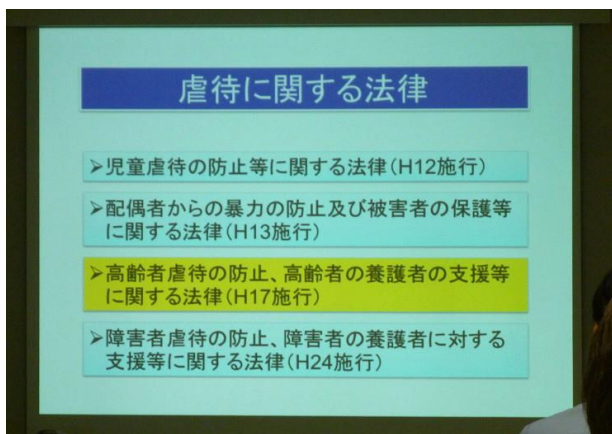 虐待に関する法律
➢児童虐待の防止等に関する法律(H12施行)
➢配偶者からの暴力の防止及び被害者の保護等
に関する法律(H13施行)
➢高齢者虐待の防止、高齢者の養護者の支援等
に関する法律(H17施行)
➢障害者虐待の防止、障害者の養護者に対する
支援等に関する法律(H24施行)